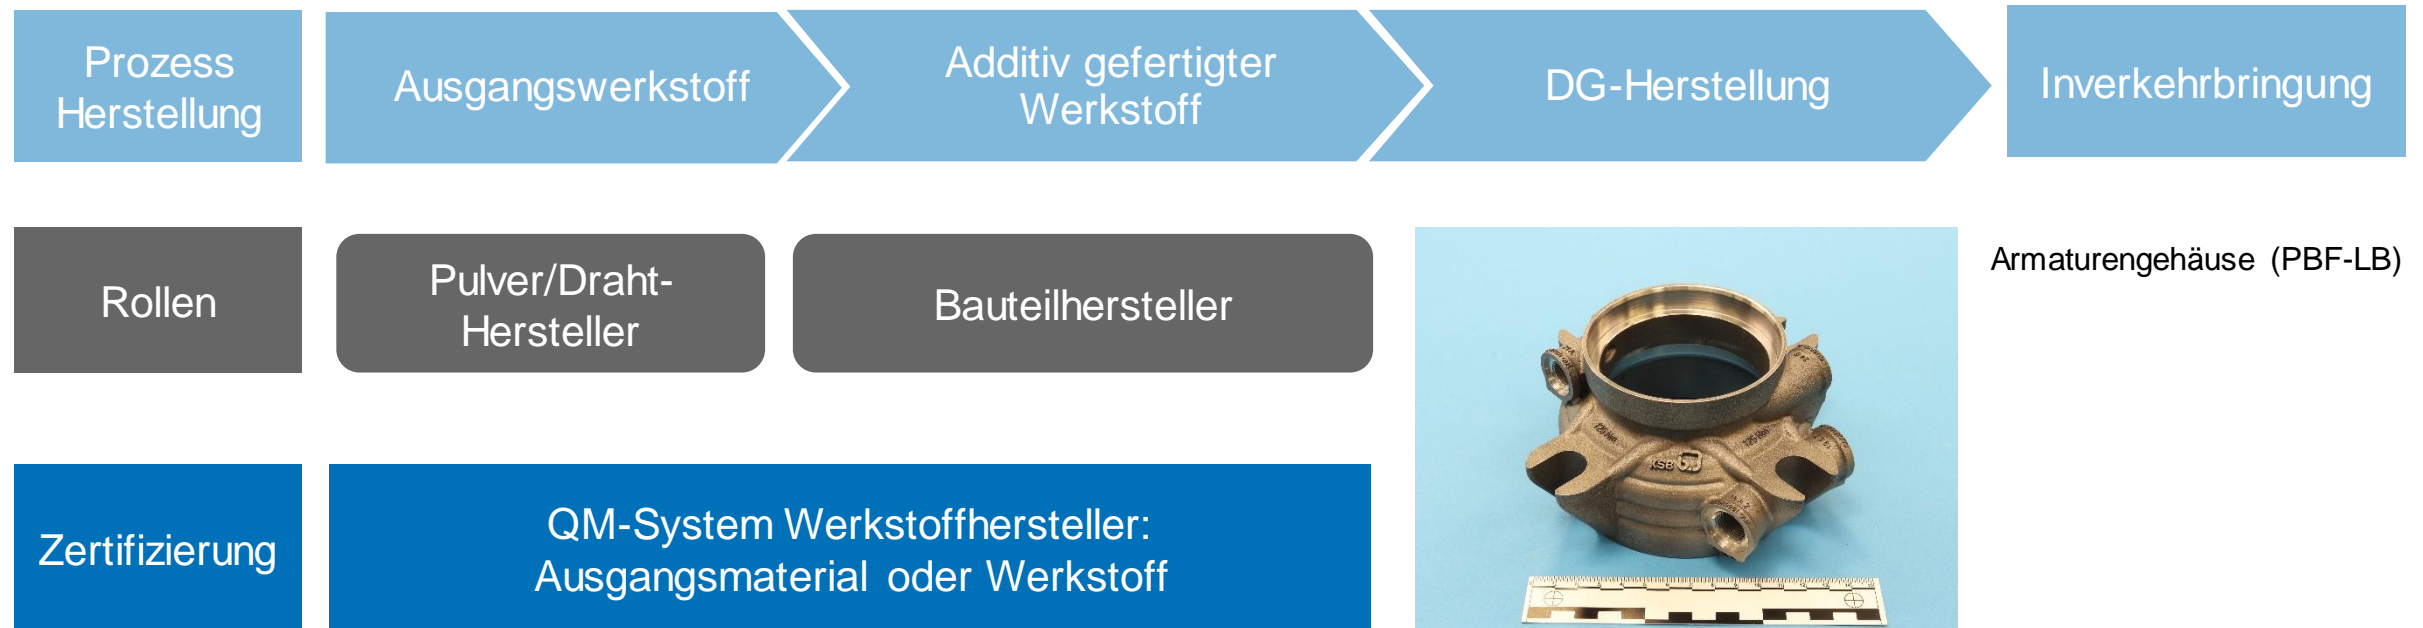 Prozess
Herstellung
Ausgangswerkstoff
Additiv gefertigter
Werkstoff
DG-Herstellung
Inverkehrbringung
Rollen
Pulver/Draht-
Hersteller
Bauteilhersteller
Armaturengehäuse (PBF-LB)
KSB
Zertifizierung
QM-System Werkstoffhersteller:
Ausgangsmaterial oder Werkstoff